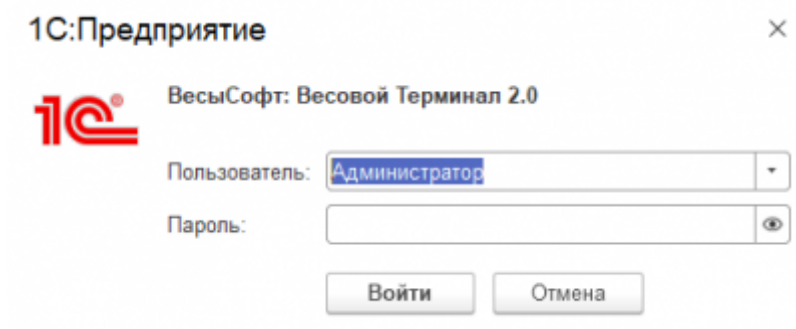 1С:Предприятие
1С
ВесыСофт: Весовой Терминал 2.0
Пользователь: Администратор
Пароль:
Войти Отмена